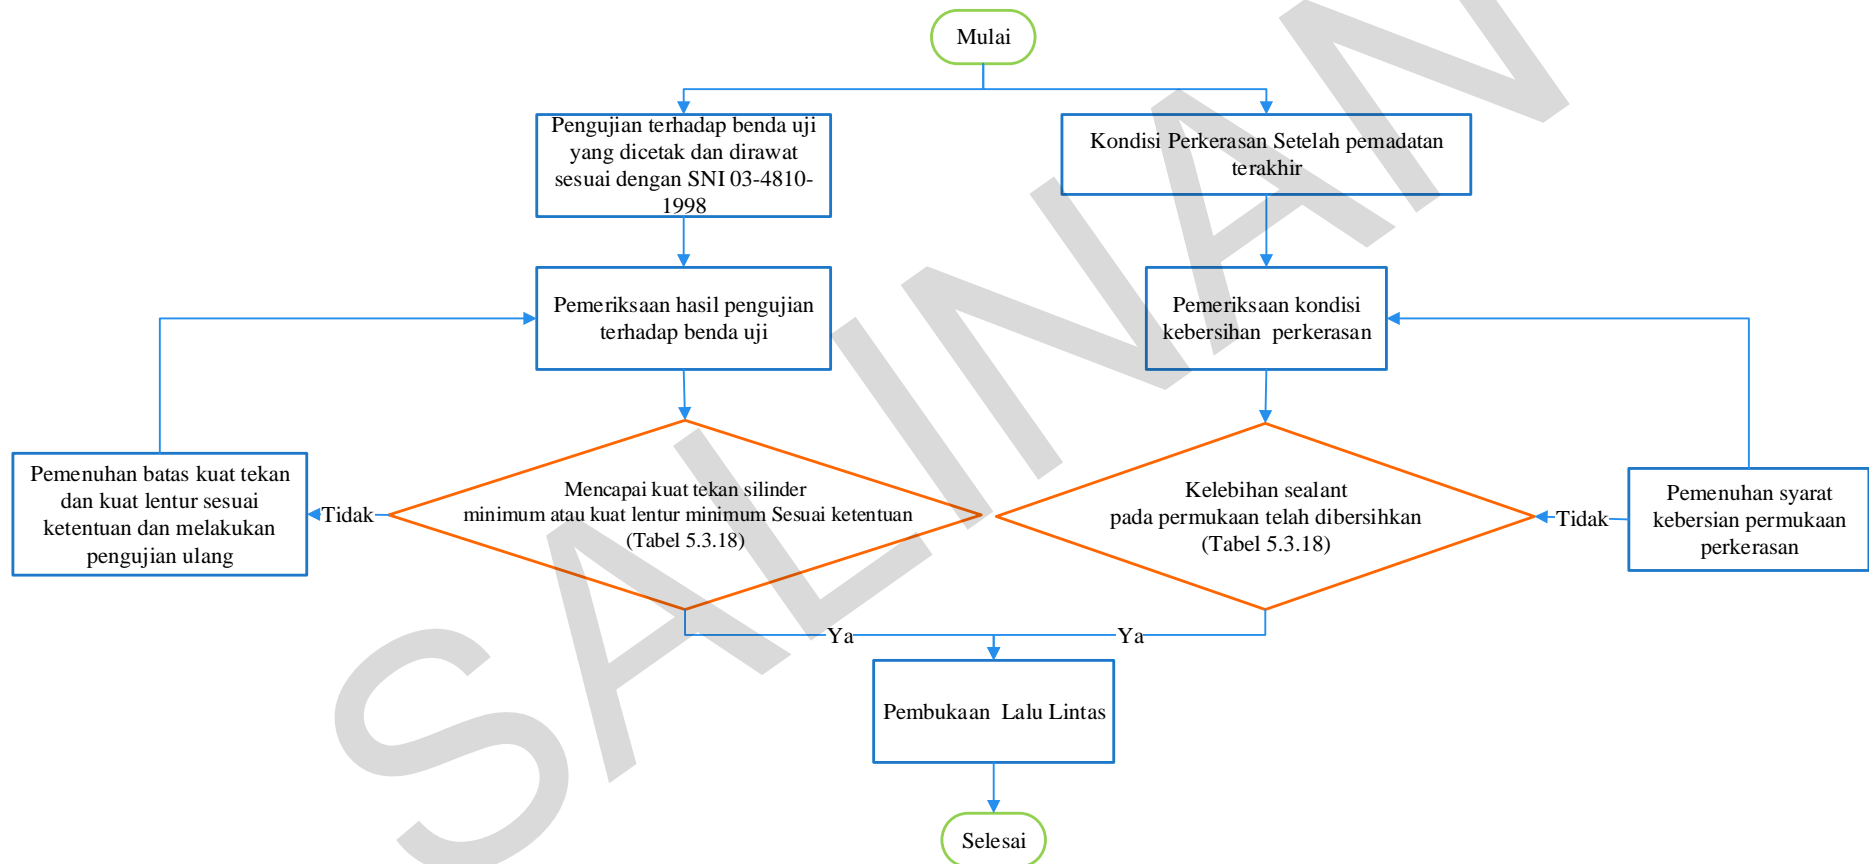 Mulai
Pengujian terhadap benda uji
yang dicetak dan dirawat
sesuai dengan SNI 03-4810-
1998
Kondisi Perkerasan Setelah pemadatan
terakhir
Pemeriksaan hasil pengujian
terhadap benda uji
Pemeriksaan kondisi
kebersihan perkerasan
Pemenuhan batas kuat tekan
dan kuat lentur sesuai
ketentuan dan melakukan
pengujian ulang
Tidak
Mencapai kuat tekan silinder
minimum atau kuat lentur minimum Sesuai ketentuan
(Tabel 5.3.18)
Kelebihan sealant
pada permukaan telah dibersihkan
(Tabel 5.3.18)
Tidak
Pemenuhan syarat
kebersian permukaan
perkerasan
Ya
Ya
Pembukaan Lalu Lintas
Selesai
SALINAN